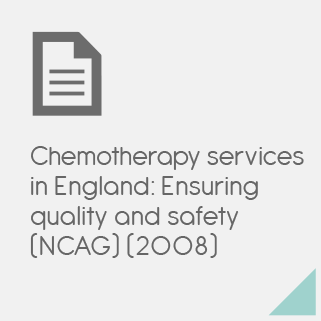 Chemotherapy services
in England: Ensuring
quality and safety
(NCAG) (2008)